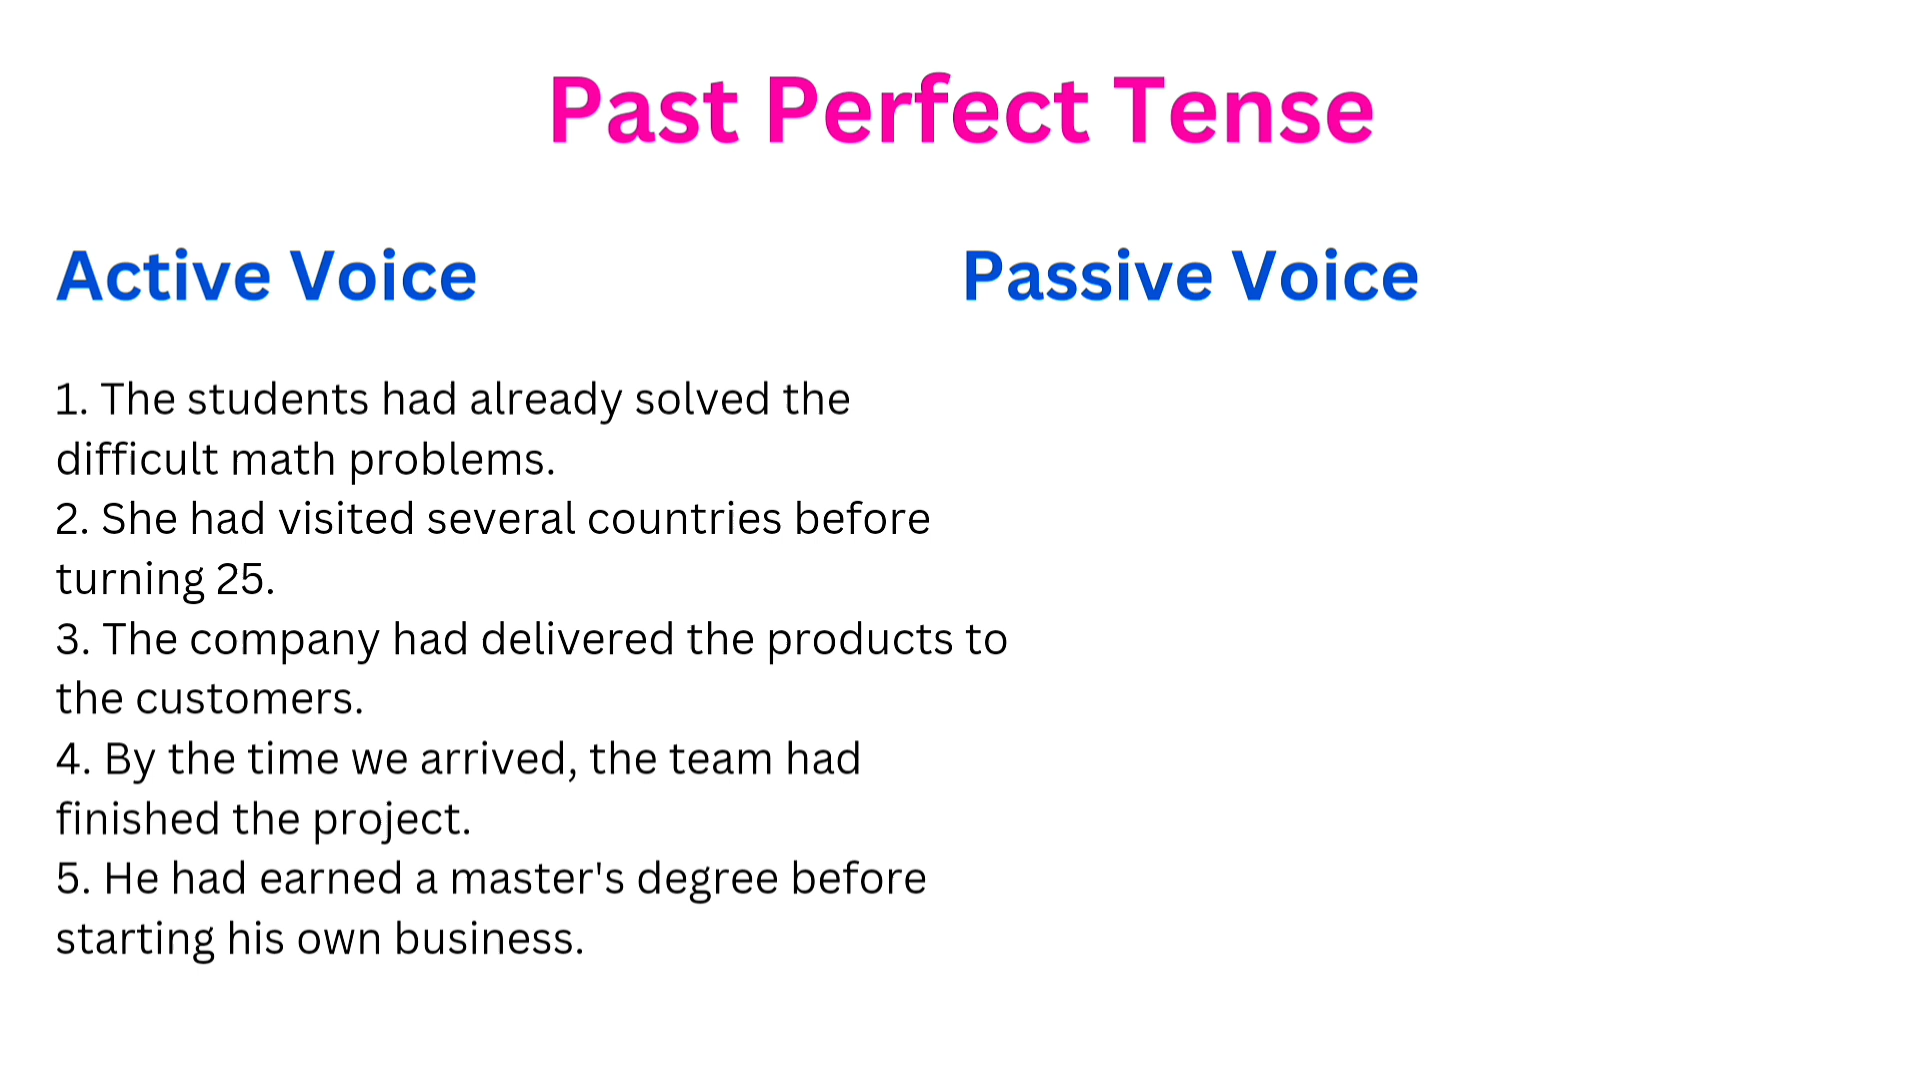 Past Perfect Tense
Active Voice
Passive Voice
1. The students had already solved the
difficult math problems.
2. She had visited several countries before
turning 25.
3. The company had delivered the products to
the customers.
4. By the time we arrived, the team had
finished the project.
5. He had earned a master's degree before
starting his own business.